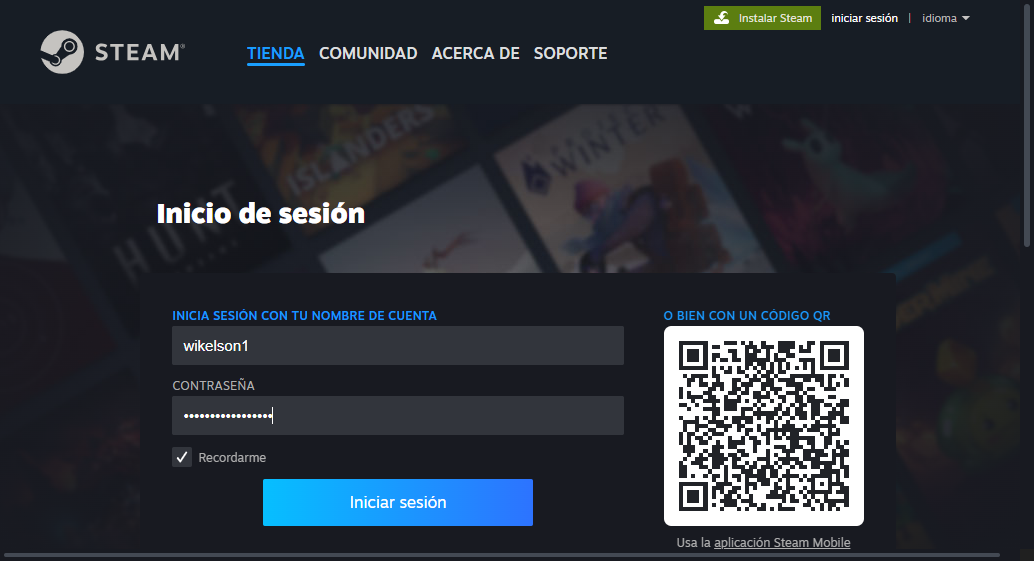 Instalar Steam
iniciar sesión | idioma
STEAM®
TIENDA COMUNIDAD ACERCA DE SOPORTE
HUNT
ISLANDERS
WINTER
Inicio de sesión
INICIA SESIÓN CON TU NOMBRE DE CUENTA
wikelson1
CONTRASEÑA
•••••••••••••••••
Recordarme
Iniciar sesión
O BIEN CON UN CÓDIGO QR
Usa la aplicación Steam Mobile